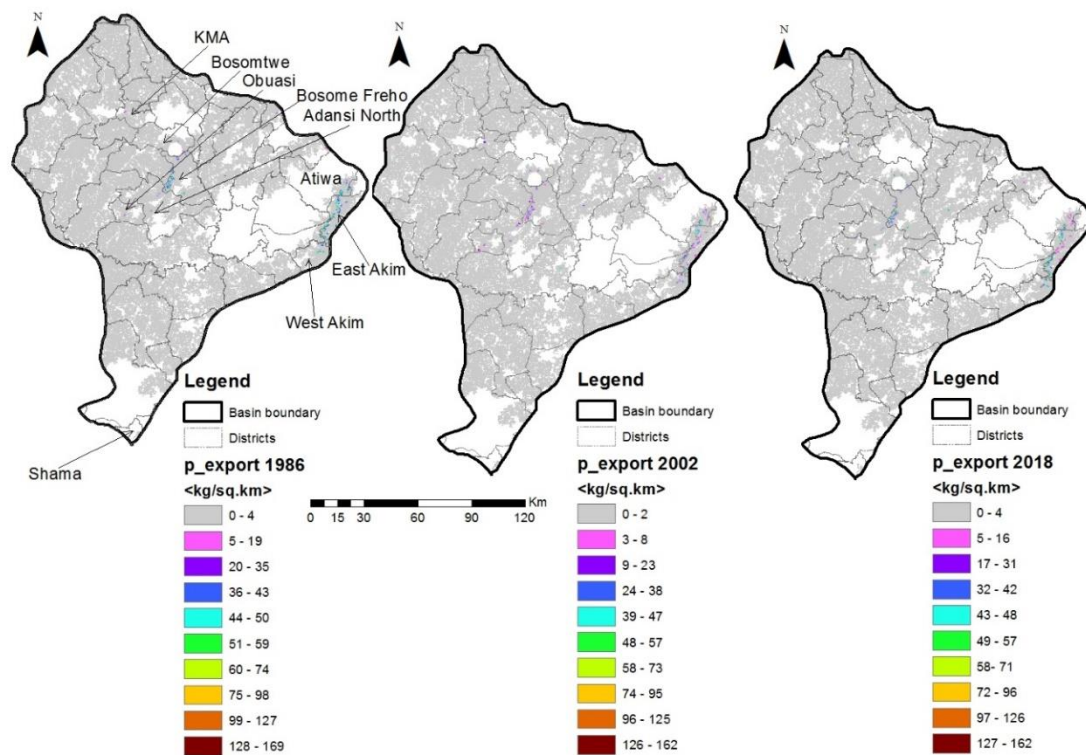 N
KMA
Bosomtwe
Obuasi
Bosome Freho
Adansi North
Atiwa
East Akim
West Akim
Shama
Legend
Basin boundary
Districts
p_export 1986
<kg/sq.km>
0 - 4
5 - 19
20 - 35
36 - 43
44 - 50
51 - 59
60 - 74
75 - 98
99 - 127
128 - 169
Km
0 15 30 60 90 120
N
Legend
Basin boundary
Districts
p_export 2002
<kg/sq.km>
0 - 2
3 - 8
9 - 23
24 - 38
39 - 47
48 - 57
58 - 73
74 - 95
96 - 125
126 - 162
N
Legend
Basin boundary
Districts
p_export 2018
<kg/sq.km>
0 - 4
5 - 16
17 - 31
32 - 42
43 - 48
49 - 57
58- 71
72 - 96
97 - 126
127 - 162